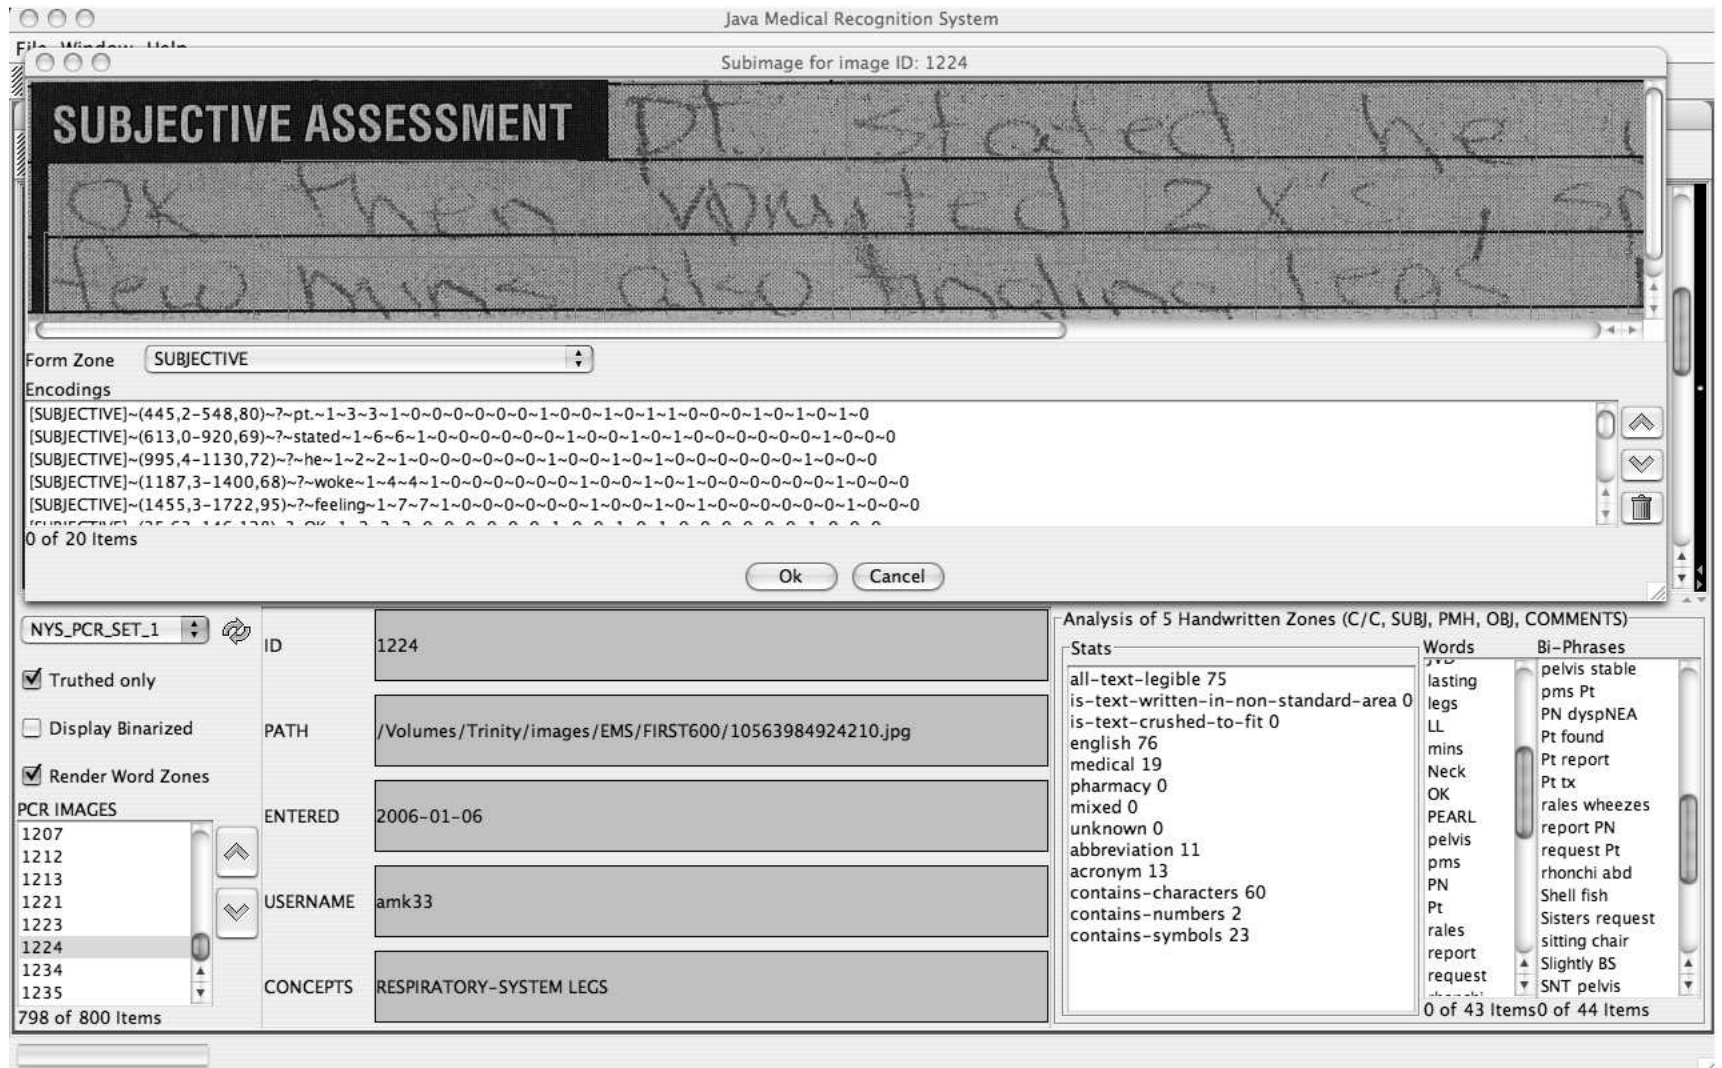 Java Medical Recognition System
File Window Help
Subimage for image ID: 1224
SUBJECTIVE ASSESSMENT Pt. stated he
OK then vomited 2 x's,
few mins also tingling legs
Form Zone SUBJECTIVE
Encodings
[SUBJECTIVE]~(445,2-548,80)~?~pt.~1~3~3~1~0~0~0~0~0~0~1~0~0~1~0~1~1~0~0~0~1~0~1~0~1~0
[SUBJECTIVE]~(613,0-920,69)~?~stated~1~6~6~1~0~0~0~0~0~0~1~0~0~1~0~1~0~0~0~0~0~0~1~0~0~0
[SUBJECTIVE]~(995,4-1130,72)~?~he~1~2~2~1~0~0~0~0~0~0~1~0~0~1~0~1~0~0~0~0~0~0~1~0~0~0
[SUBJECTIVE]~(1187,3-1400,68)~?~woke~1~4~4~1~0~0~0~0~0~0~1~0~0~1~0~1~0~0~0~0~0~0~1~0~0~0
[SUBJECTIVE]~(1455,3-1722,95)~?~feeling~1~7~7~1~0~0~0~0~0~0~1~0~0~1~0~1~0~0~0~0~0~0~1~0~0~0
0 of 20 Items
Ok Cancel
NYS_PCR_SET_1
Truthed only
Display Binarized
Render Word Zones
PCR IMAGES
1207
1212
1213
1221
1223
1224
1234
1235
798 of 800 Items
ID 1224
PATH /Volumes/Trinity/images/EMS/FIRST600/10563984924210.jpg
ENTERED 2006-01-06
USERNAME amk33
CONCEPTS RESPIRATORY-SYSTEM LEGS
Analysis of 5 Handwritten Zones (C/C, SUBJ, PMH, OBJ, COMMENTS)
Stats
all-text-legible 75
is-text-written-in-non-standard-area 0
is-text-crushed-to-fit 0
english 76
medical 19
pharmacy 0
mixed 0
unknown 0
abbreviation 11
acronym 13
contains-characters 60
contains-numbers 2
contains-symbols 23
Words
JVD
lasting
legs
LL
mins
Neck
OK
PEARL
pelvis
pms
PN
Pt
rales
report
request
0 of 43 Items
Bi-Phrases
pelvis stable
pms Pt
PN dyspNEA
Pt found
Pt report
Pt tx
rales wheezes
report PN
request Pt
rhonchi abd
Shell fish
Sisters request
sitting chair
Slightly BS
SNT pelvis
0 of 44 Items